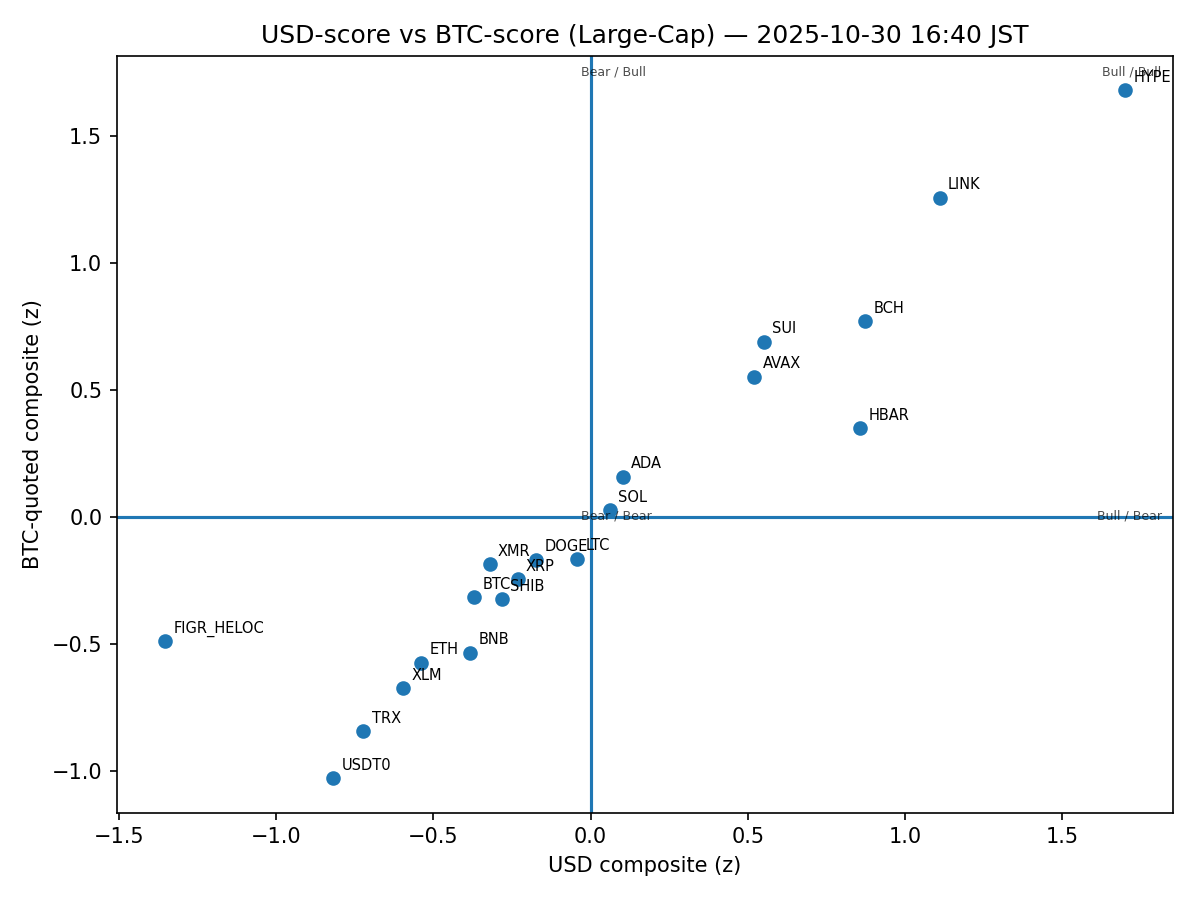 USD-score vs BTC-score (Large-Cap) — 2025-10-30 16:40 JST
Bear / Bull
Bull / Bull
HYPE
1.5
LINK
1.0
BCH
SUI
AVAX
0.5
HBAR
ADA
SOL
0.0
Bear / Bear
Bull / Bear
XMR
DOGE
LTC
XRP
BTC
SHIB
FIGR_HELOC
−0.5
BNB
ETH
XLM
TRX
USDT0
−1.0
−1.5
−1.0
−0.5
0.0
0.5
1.0
1.5
USD composite (z)
BTC-quoted composite (z)